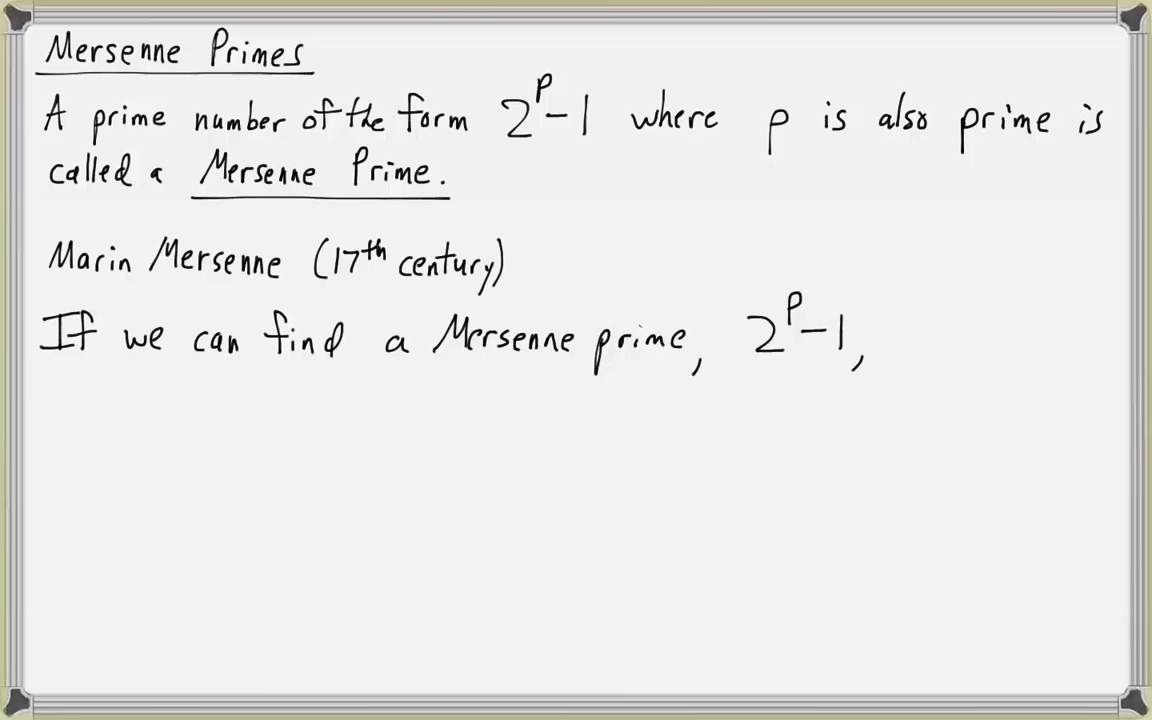 Mersenne Primes
A prime number of the form 2^p-1 where p is also prime is
called a Mersenne Prime.
Marin Mersenne (17th century)
If we can find a Mersenne prime, 2^p-1,